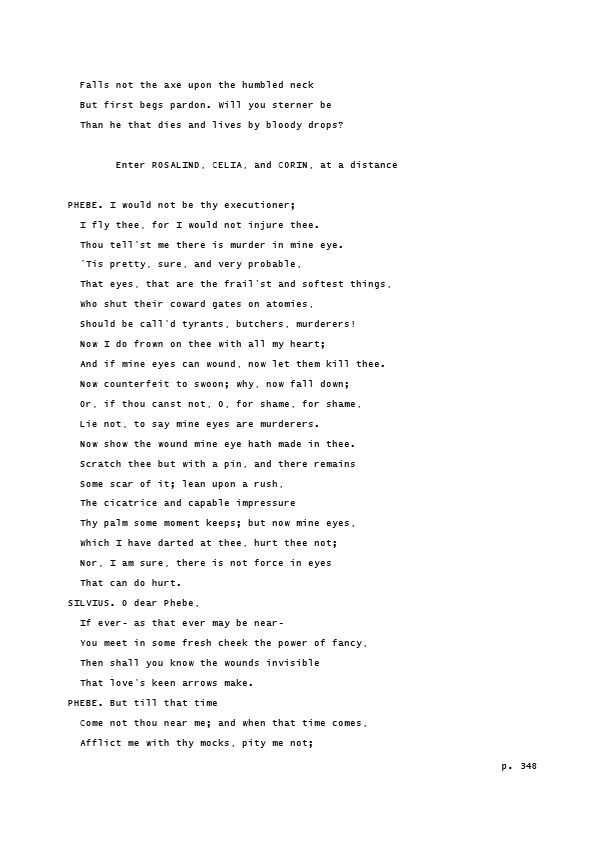 Falls not the axe upon the humbled neck
But first begs pardon. Will you sterner be
Than he that dies and lives by bloody drops?
Enter ROSALIND, CELIA, and CORIN, at a distance
PHEBE. I would not be thy executioner;
I fly thee, for I would not injure thee.
Thou tell'st me there is murder in mine eye.
'Tis pretty, sure, and very probable,
That eyes, that are the frail'st and softest things,
Who shut their coward gates on atomies,
Should be call'd tyrants, butchers, murderers!
Now I do frown on thee with all my heart;
And if mine eyes can wound, now let them kill thee.
Now counterfeit to swoon; why, now fall down;
Or, if thou canst not, O, for shame, for shame,
Lie not, to say mine eyes are murderers.
Now show the wound mine eye hath made in thee.
Scratch thee but with a pin, and there remains
Some scar of it; lean upon a rush,
The cicatrice and capable impressure
Thy palm some moment keeps; but now mine eyes,
Which I have darted at thee, hurt thee not;
Nor, I am sure, there is not force in eyes
That can do hurt.
SILVIUS. O dear Phebe,
If ever- as that ever may be near-
You meet in some fresh cheek the power of fancy,
Then shall you know the wounds invisible
That love's keen arrows make.
PHEBE. But till that time
Come not thou near me; and when that time comes,
Afflict me with thy mocks, pity me not;
p. 348